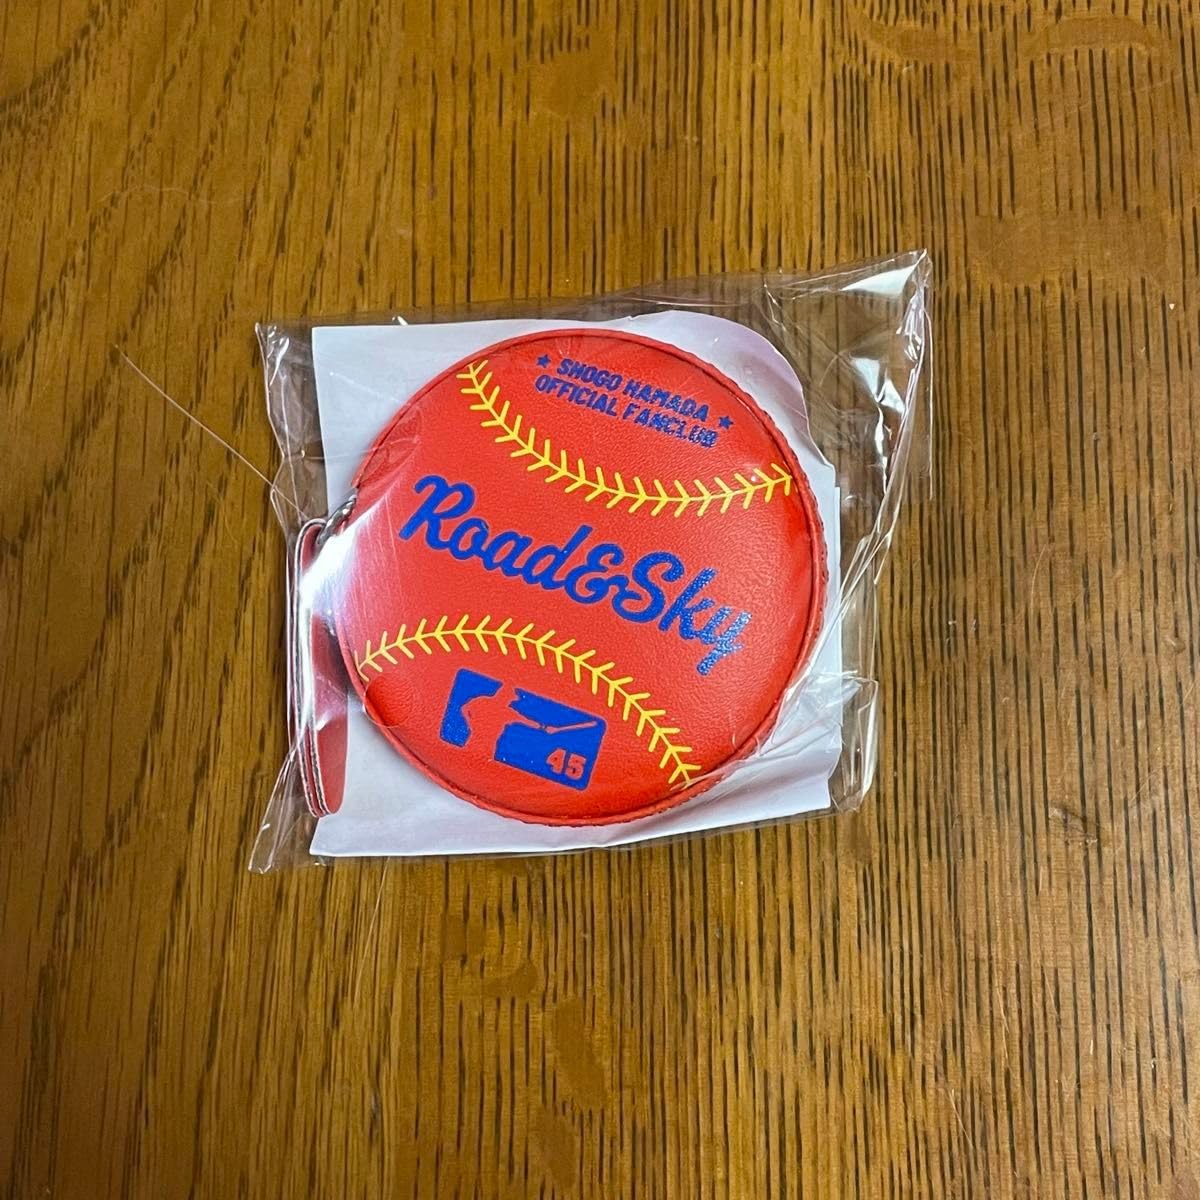 ★ SHOGO HAMADA ★
OFFICIAL FANCLUB
Road&Sky
45